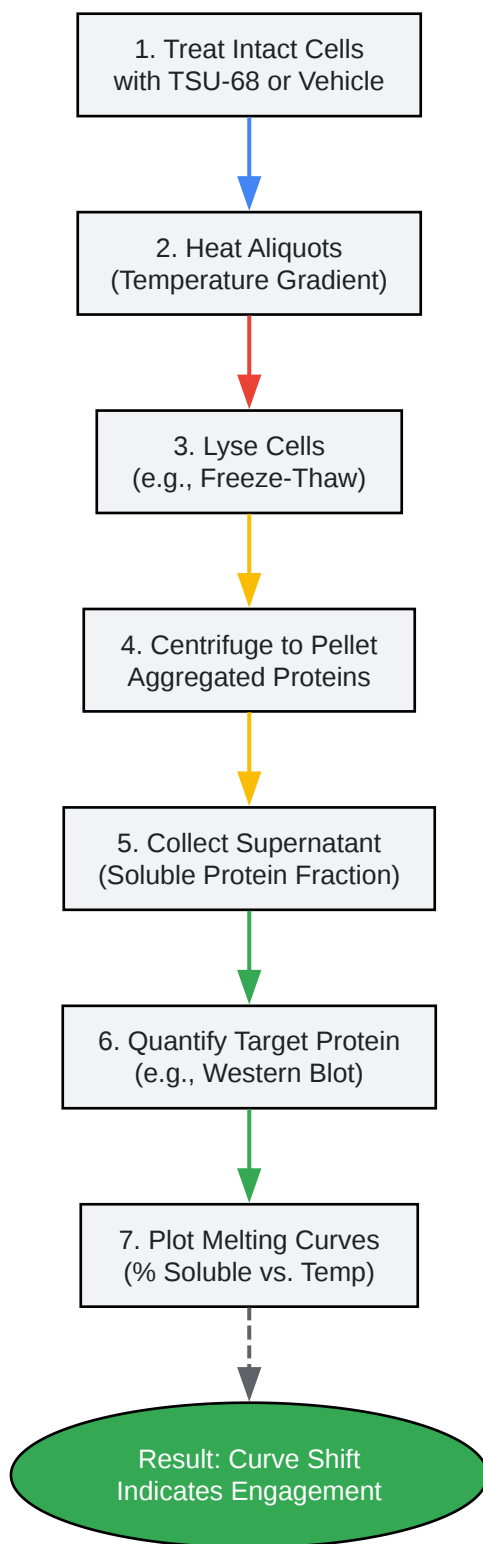 1. Treat Intact Cells
with TSU-68 or Vehicle
2. Heat Aliquots
(Temperature Gradient)
3. Lyse Cells
(e.g., Freeze-Thaw)
4. Centrifuge to Pellet
Aggregated Proteins
5. Collect Supernatant
(Soluble Protein Fraction)
6. Quantify Target Protein
(e.g., Western Blot)
7. Plot Melting Curves
(% Soluble vs. Temp)
Result: Curve Shift
Indicates Engagement